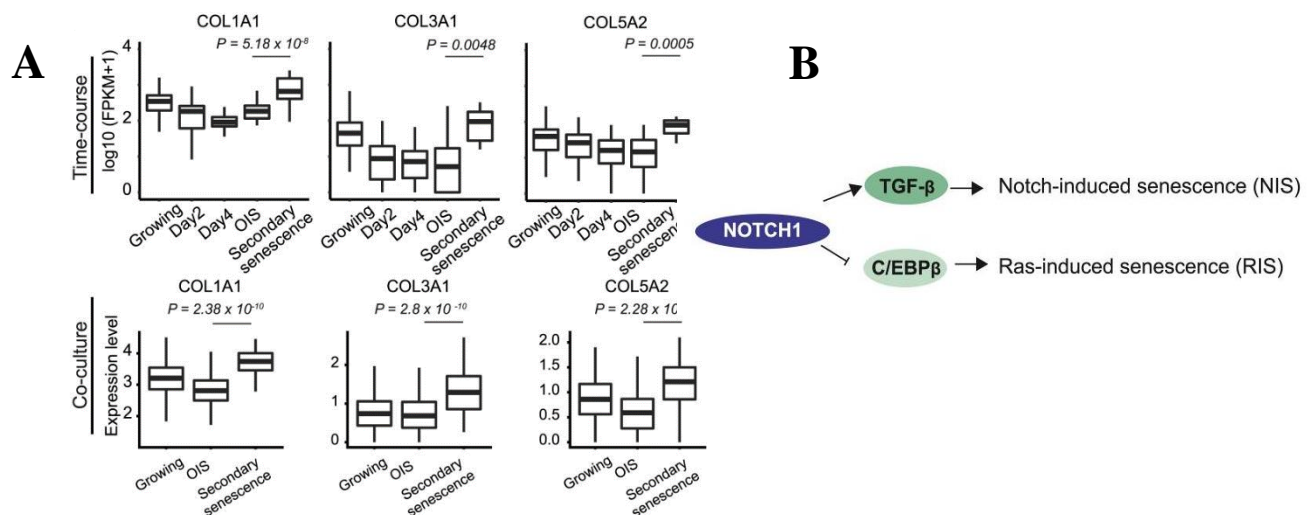 A
B
COL1A1
COL3A1
COL5A2
P = 5.18 x 10-8
P = 0.0048
P = 0.0005
Time-course
log10 (FPKM+1)
4
2
0
Growing
Day2
Day4
OIS
Secondary
senescence
Growing
Day2
Day4
OIS
Secondary
senescence
Growing
Day2
Day4
OIS
Secondary
senescence
NOTCH1
TGF-β
Notch-induced senescence (NIS)
C/EBPβ
Ras-induced senescence (RIS)
COL1A1
COL3A1
COL5A2
P = 2.38 x 10-10
P = 2.8 x 10 -10
P = 2.28 x 10
Co-culture
Expression level
4
3
2
2
1
0
2.0
1.5
1.0
0.5
0.0
Growing
OIS
Secondary
senescence
Growing
OIS
Secondary
senescence
Growing
OIS
Secondary
senescence